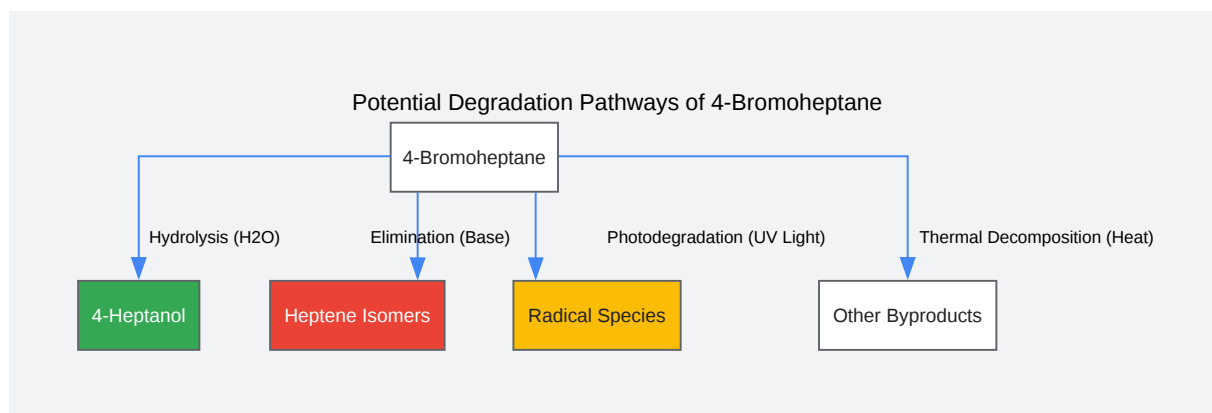 Potential Degradation Pathways of 4-Bromoheptane
4-Bromoheptane
Hydrolysis (H2O)
Elimination (Base)
Photodegradation (UV Light)
Thermal Decomposition (Heat)
4-Heptanol
Heptene Isomers
Radical Species
Other Byproducts